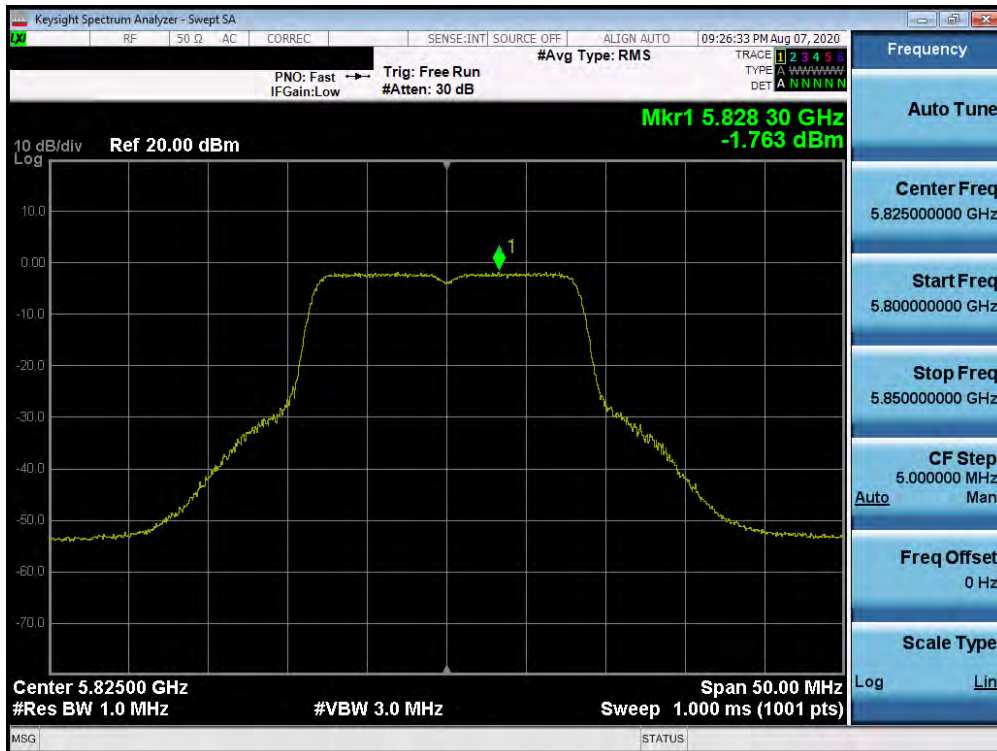 Keysight Spectrum Analyzer - Swept SA
LXI RF 50 Ω AC CORREC SENSE:INT SOURCE OFF ALIGN AUTO 09:26:33 PM Aug 07, 2020
#Avg Type: RMS TRACE 1 2 3 4 5 6
PNO: Fast Trig: Free Run TYPE A WWWWW
IFGain:Low #Atten: 30 dB DET A N N N N N
Mkr1 5.828 30 GHz
-1.763 dBm
10 dB/div Ref 20.00 dBm
Log
10.0
0.00
-10.0
-20.0
-30.0
-40.0
-50.0
-60.0
-70.0
1
Center 5.82500 GHz Span 50.00 MHz
#Res BW 1.0 MHz #VBW 3.0 MHz Sweep 1.000 ms (1001 pts)
MSG STATUS
Frequency
Auto Tune
Center Freq
5.825000000 GHz
Start Freq
5.800000000 GHz
Stop Freq
5.850000000 GHz
CF Step
5.000000 MHz
Auto Man
Freq Offset
0 Hz
Scale Type
Log Lin